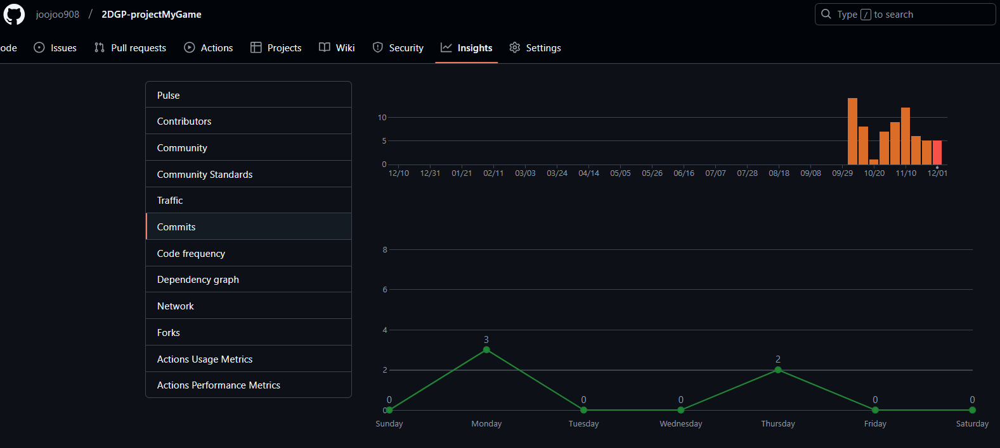 joojoo908 / 2DGP-projectMyGame
Type / to search
ode Issues Pull requests Actions Projects Wiki Security Insights Settings
Pulse
Contributors
Community
Community Standards
Traffic
Commits
Code frequency
Dependency graph
Network
Forks
Actions Usage Metrics
Actions Performance Metrics
10
5
0
12/10 12/31 01/21 02/11 03/03 03/24 04/14 05/05 05/26 06/16 07/07 07/28 08/18 09/08 09/29 10/20 11/10 12/01
8
6
4
3
2
2
0 0 0 0 0
0
Sunday Monday Tuesday Wednesday Thursday Friday Saturday